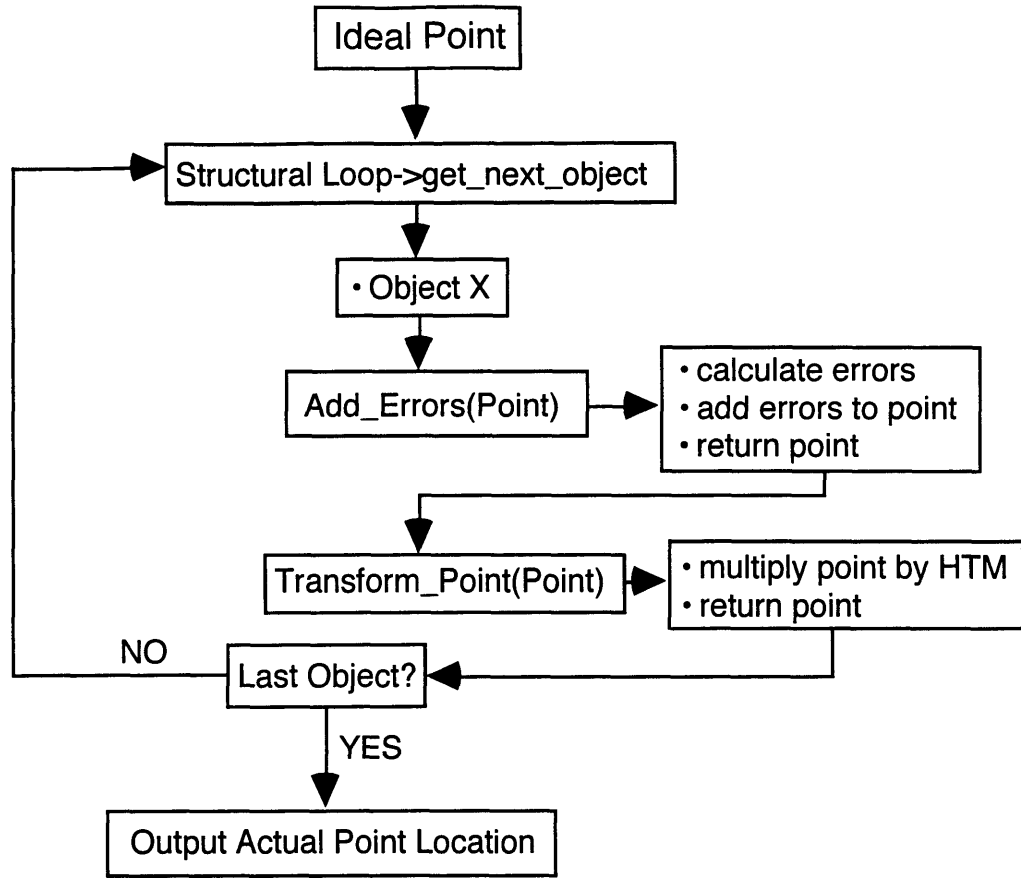 Ideal Point
Structural Loop->get_next_object
• Object X
Add_Errors(Point)
• calculate errors
• add errors to point
• return point
Transform_Point(Point)
• multiply point by HTM
• return point
NO
Last Object?
YES
Output Actual Point Location